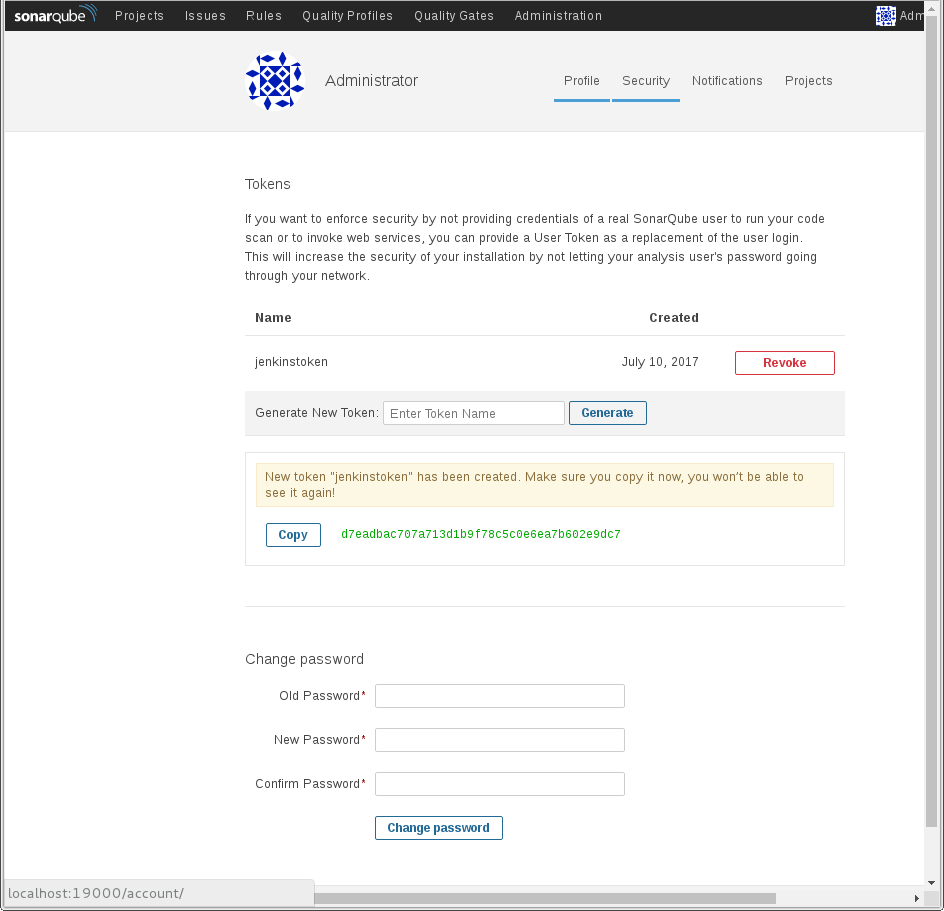 sonarqube Projects Issues Rules Quality Profiles Quality Gates Administration Adm
Administrator Profile Security Notifications Projects
Tokens
If you want to enforce security by not providing credentials of a real SonarQube user to run your code
scan or to invoke web services, you can provide a User Token as a replacement of the user login.
This will increase the security of your installation by not letting your analysis user's password going
through your network.
Name Created
jenkinstoken July 10, 2017 Revoke
Generate New Token: Enter Token Name Generate
New token "jenkinstoken" has been created. Make sure you copy it now, you won't be able to
see it again!
Copy d7eadbac707a713d1b9f78c5c0e6ea7b602e9dc7
Change password
Old Password*
New Password*
Confirm Password*
Change password
localhost:19000/account/